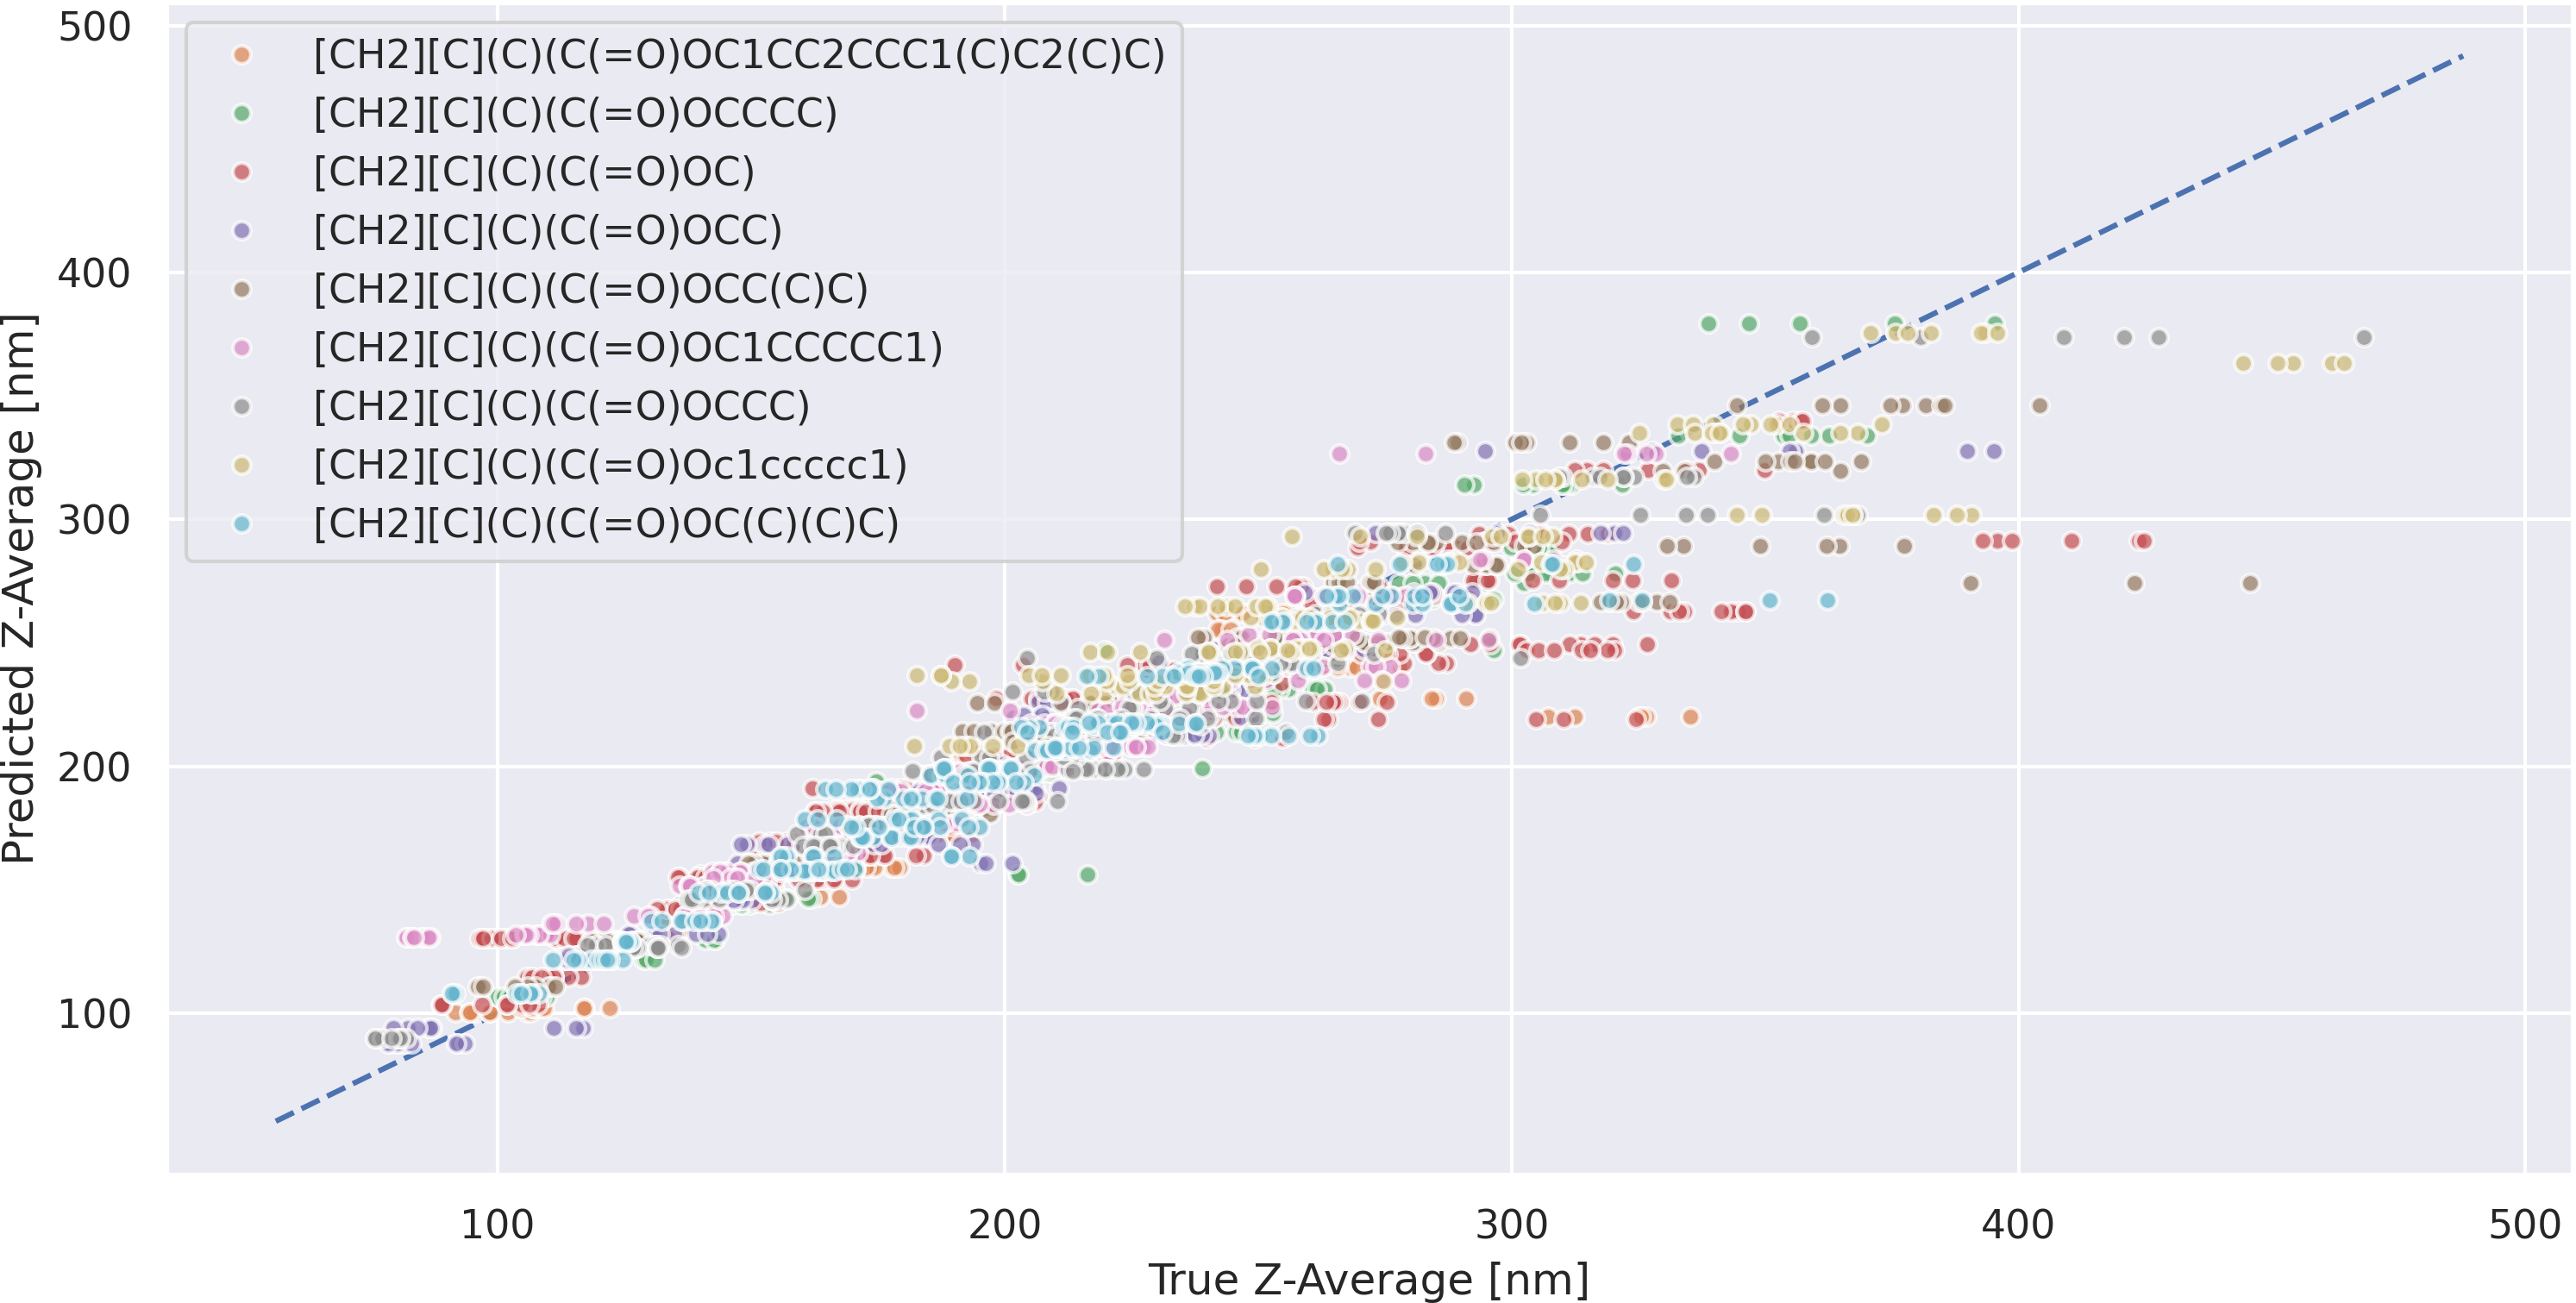 500
400
300
200
100
Predicted Z-Average [nm]
[CH2][C](C)(C(=O)OC1CC2CCC1(C)C2(C)C)
[CH2][C](C)(C(=O)OCCCC)
[CH2][C](C)(C(=O)OC)
[CH2][C](C)(C(=O)OCC)
[CH2][C](C)(C(=O)OCC(C)C)
[CH2][C](C)(C(=O)OC1CCCCC1)
[CH2][C](C)(C(=O)OCCC)
[CH2][C](C)(C(=O)Oc1ccccc1)
[CH2][C](C)(C(=O)OC(C)(C)C)
100 200 300 400 500
True Z-Average [nm]